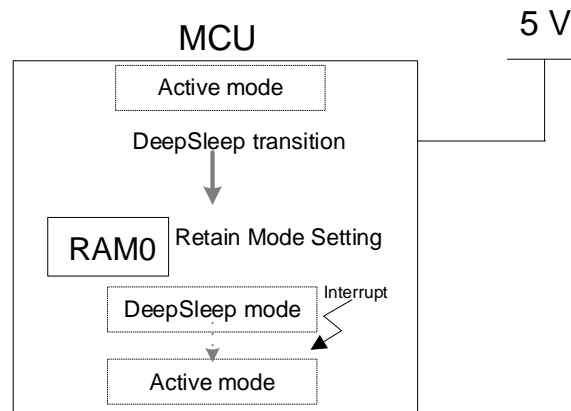 5 V
MCU
Active mode
DeepSleep transition
RAM0
Retain Mode Setting
DeepSleep mode
Interrupt
Active mode